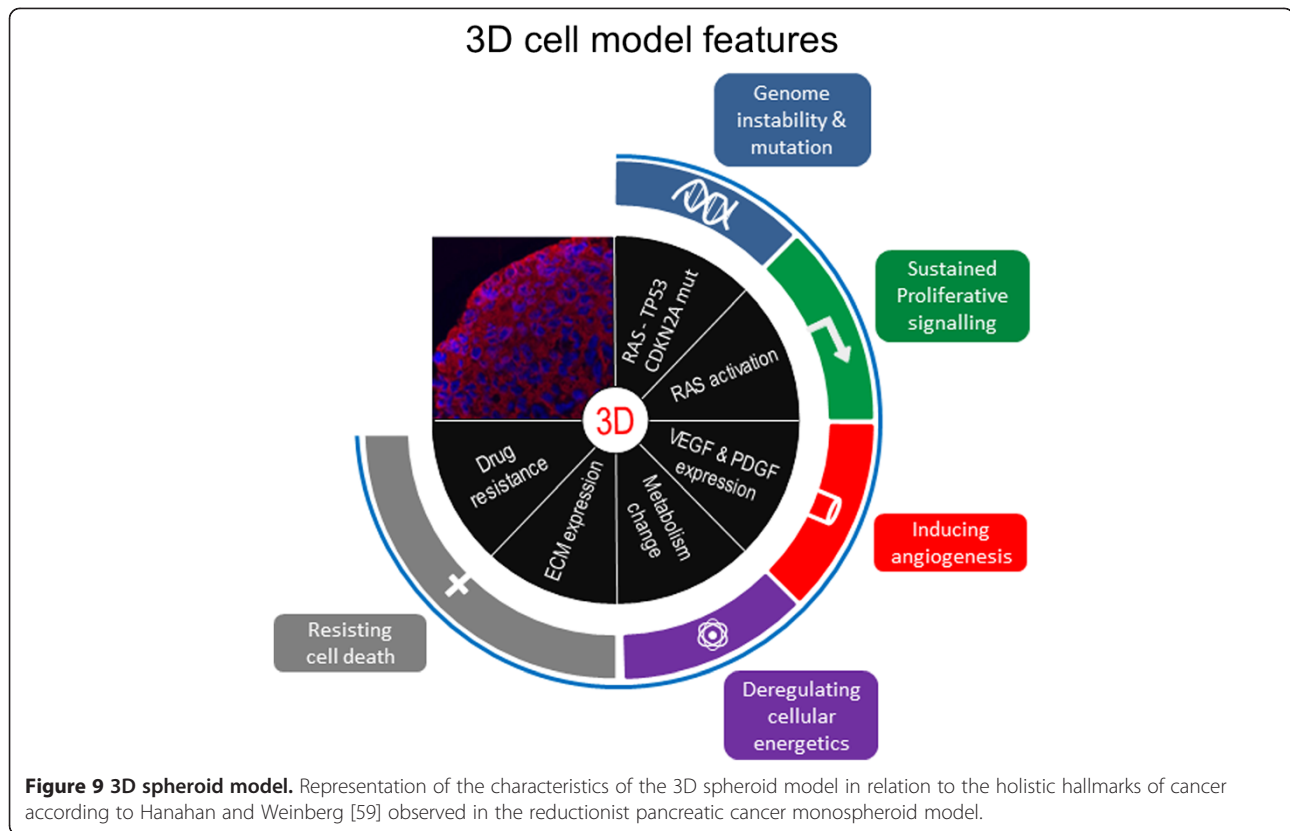 3D cell model features
Genome
instability &
mutation
Sustained
Proliferative
signalling
Inducing
angiogenesis
Deregulating
cellular
energetics
Resisting
cell death
RAS - TP53
CDKN2A mut
RAS activation
VEGF & PDGF
expression
Metabolism
change
ECM expression
Drug
resistance
3D
Figure 9 3D spheroid model. Representation of the characteristics of the 3D spheroid model in relation to the holistic hallmarks of cancer
according to Hanahan and Weinberg [59] observed in the reductionist pancreatic cancer monospheroid model.